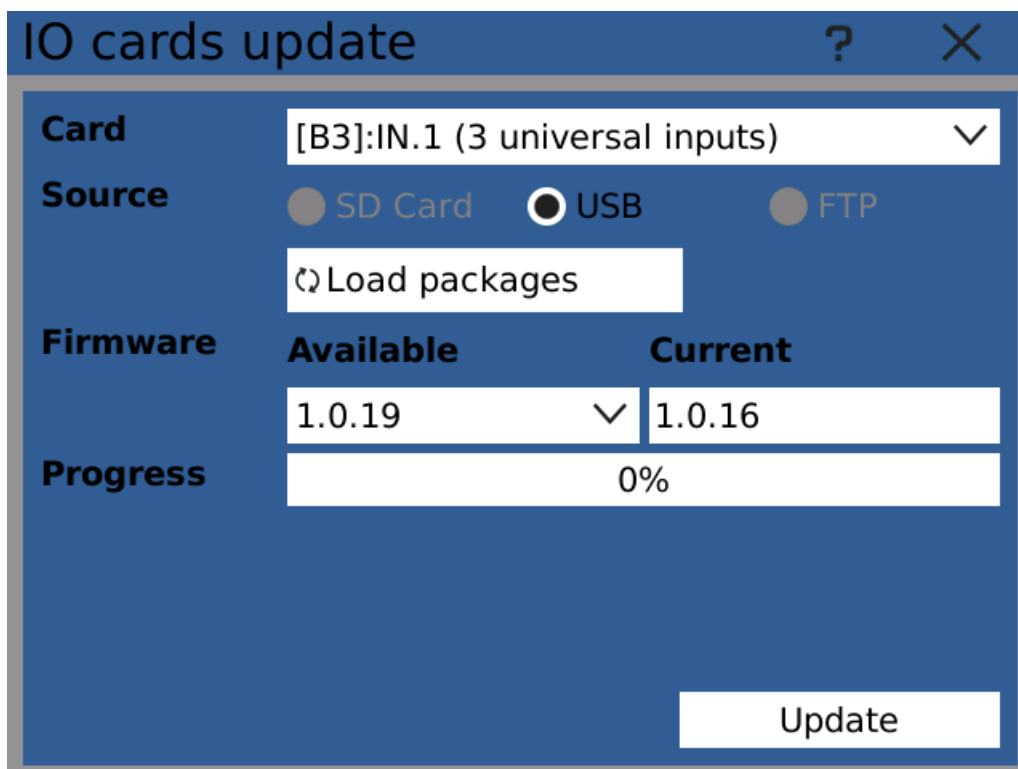 IO cards update ?
Card [B3]:IN.1 (3 universal inputs)
Source SD Card USB FTP
Load packages
Firmware Available Current
1.0.19 1.0.16
Progress 0%
Update